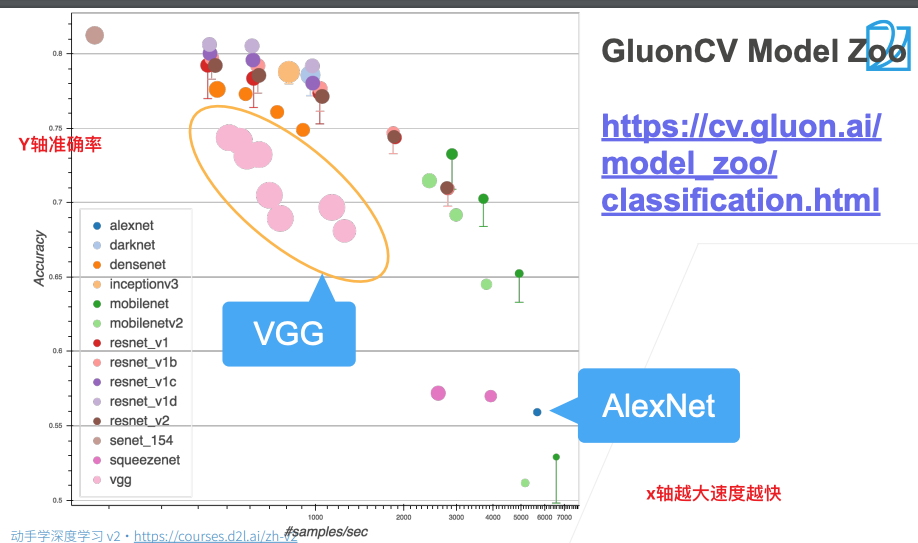 GluonCV Model Zoo
https://cv.gluon.ai/
model_zoo/
classification.html
Y轴准确率
Accuracy
0.8
0.75
0.7
0.65
0.6
0.55
0.5
alexnet
darknet
densenet
inceptionv3
mobilenet
mobilenetv2
resnet_v1
resnet_v1b
resnet_v1c
resnet_v1d
resnet_v2
senet_154
squeezenet
vgg
VGG
AlexNet
x轴越大速度越快
1000 2000 3000 4000 5000 6000 7000
#samples/sec
动手学深度学习 v2 · https://courses.d2l.ai/zh-v2